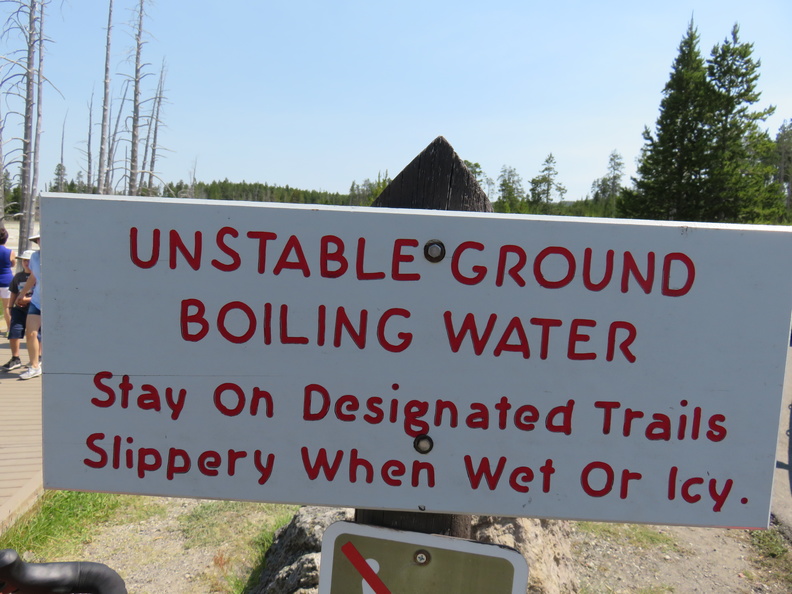 UNSTABLE GROUND
BOILING WATER
Stay On Designated Trails
Slippery When Wet Or Icy.